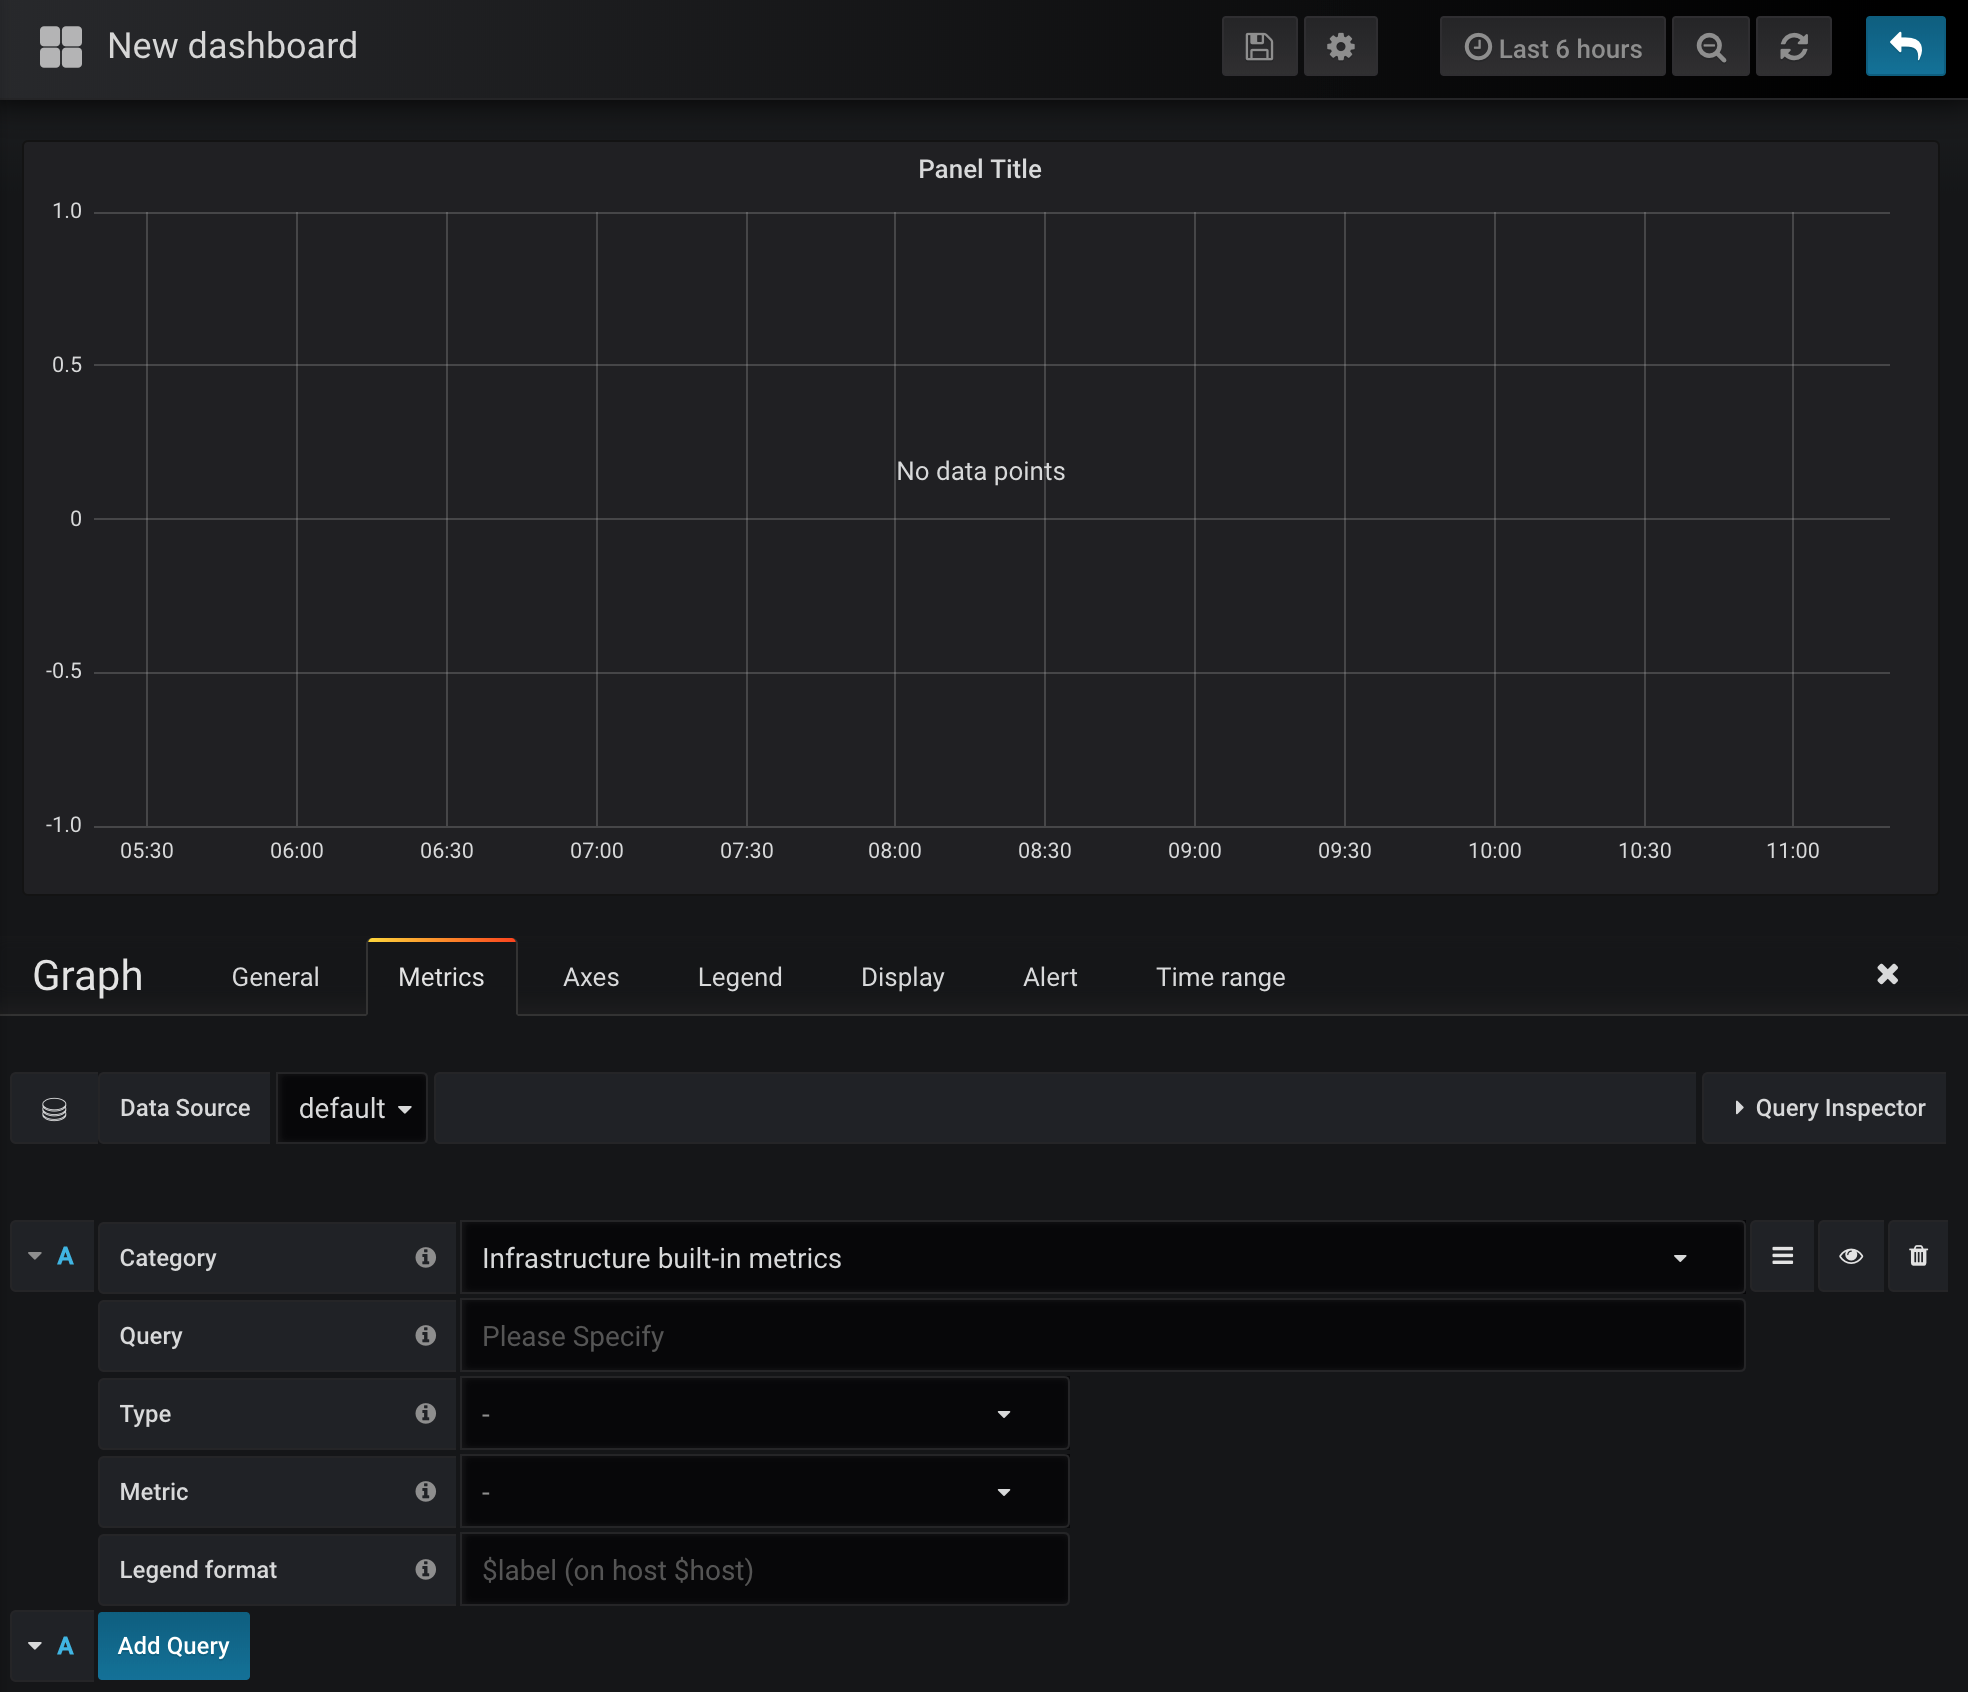 New dashboard
Last 6 hours
Panel Title
1.0
0.5
No data points
0
-0.5
-1.0
05:30 06:00 06:30 07:00 07:30 08:00 08:30 09:00 09:30 10:00 10:30 11:00
Graph General Metrics Axes Legend Display Alert Time range
Data Source default Query Inspector
A Category Infrastructure built-in metrics
Query Please Specify
Type -
Metric -
Legend format $label (on host $host)
A Add Query